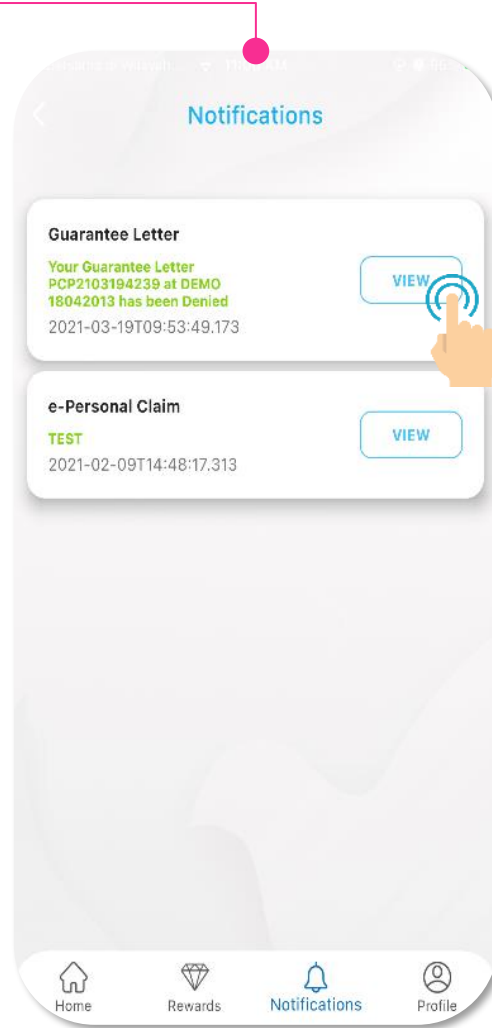 Notifications
Guarantee Letter
Your Guarantee Letter
PCP2103194239 at DEMO
18042013 has been Denied
2021-03-19T09:53:49.173
VIEW
e-Personal Claim
TEST
2021-02-09T14:48:17.313
VIEW
Home
Rewards
Notifications
Profile